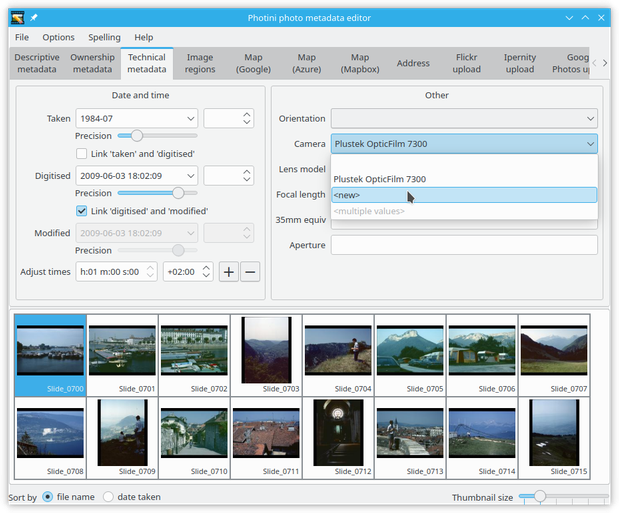 Photini photo metadata editor
File Options Spelling Help
Descriptive metadata
Ownership metadata
Technical metadata
Image regions
Map (Google)
Map (Azure)
Map (Mapbox)
Address
Flickr upload
Ipernity upload
Goog
Photos up
Date and time
Taken 1984-07
Precision
Link 'taken' and 'digitised'
Digitised 2009-06-03 18:02:09
Precision
Link 'digitised' and 'modified'
Modified 2009-06-03 18:02:09
Precision
Adjust times h:01 m:00 s:00 +02:00
Other
Orientation
Camera Plustek OpticFilm 7300
Plustek OpticFilm 7300
<new>
<multiple values>
Lens model
Focal length
35mm equiv
Aperture
Slide_0700 Slide_0701 Slide_0702 Slide_0703 Slide_0704 Slide_0705 Slide_0706 Slide_0707
Slide_0708 Slide_0709 Slide_0710 Slide_0711 Slide_0712 Slide_0713 Slide_0714 Slide_0715
Sort by file name date taken Thumbnail size